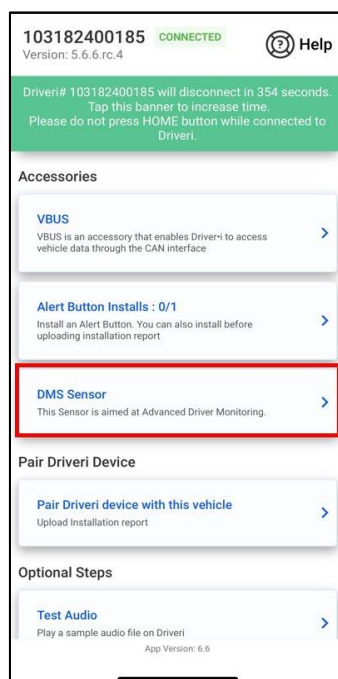 103182400185 CONNECTED
Version: 5.6.6.rc.4
Help
Driveri# 103182400185 will disconnect in 354 seconds.
Tap this banner to increase time.
Please do not press HOME button while connected to
Driveri.
Accessories
VBUS
VBUS is an accessory that enables Driver•i to access
vehicle data through the CAN interface
Alert Button Installs : 0/1
Install an Alert Button. You can also install before
uploading installation report
DMS Sensor
This Sensor is aimed at Advanced Driver Monitoring.
Pair Driveri Device
Pair Driveri device with this vehicle
Upload Installation report
Optional Steps
Test Audio
Play a sample audio file on Driveri
App Version: 6.6